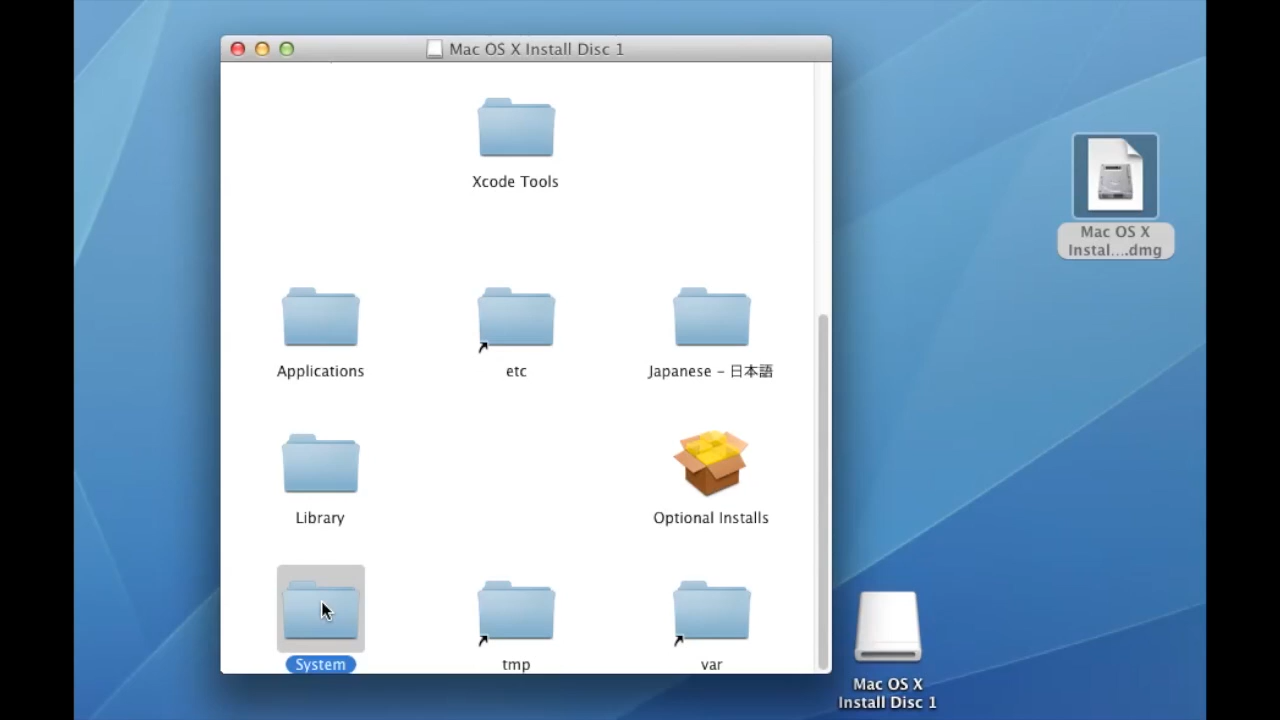 Mac OS X Install Disc 1
Xcode Tools
Mac OS X
Instal....dmg
Applications
etc
Japanese – 日本語
Library
Optional Installs
System
tmp
var
Mac OS X
Install Disc 1